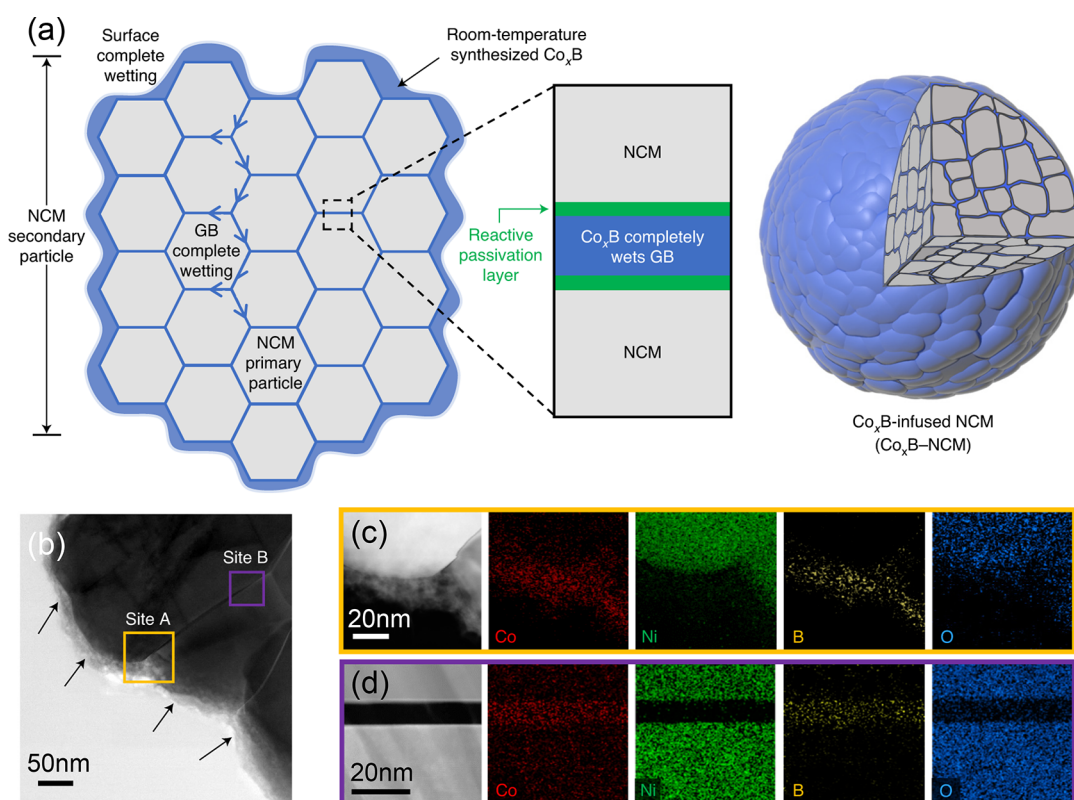 (a)
Surface
complete
wetting
Room-temperature
synthesized CoₓB
NCM
secondary
particle
GB
complete
wetting
NCM
primary
particle
NCM
Reactive
passivation
layer
CoₓB completely
wets GB
NCM
CoₓB-infused NCM
(CoₓB–NCM)
(b)
Site B
Site A
50nm
(c)
20nm
Co
Ni
B
O
(d)
20nm
Co
Ni
B
O